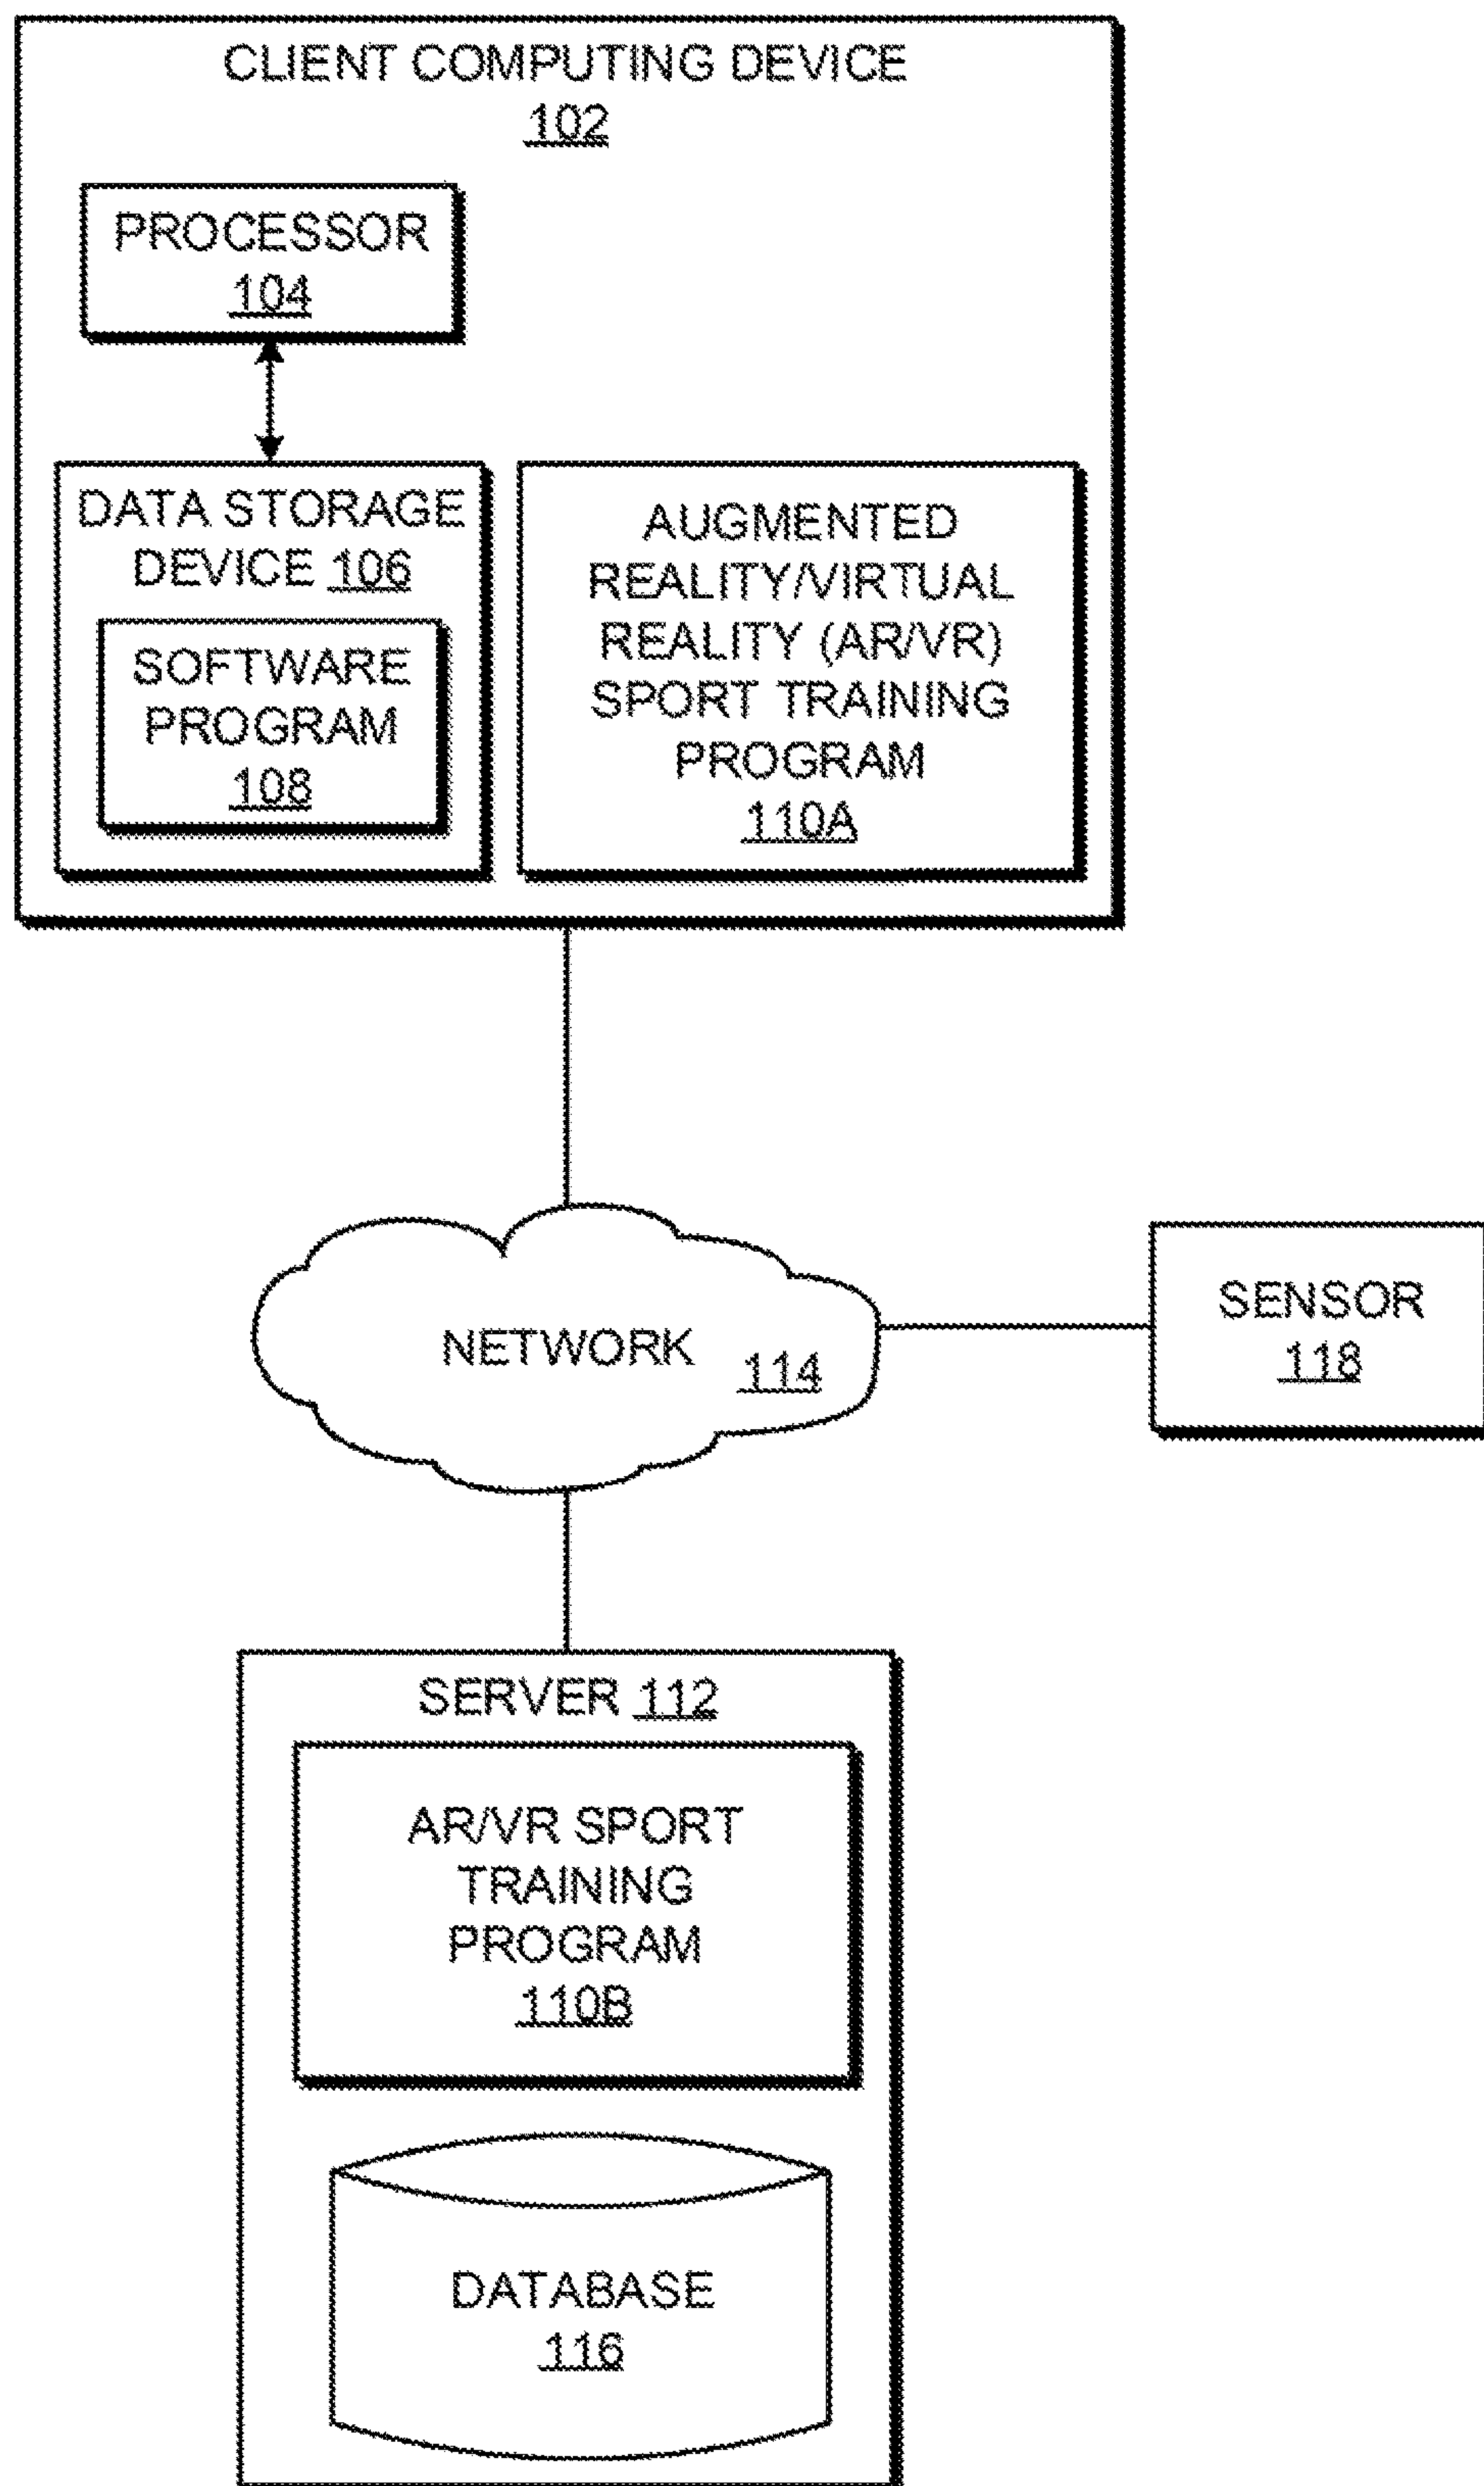 CLIENT COMPUTING DEVICE
102
PROCESSOR
104
DATA STORAGE
DEVICE 106
SOFTWARE
PROGRAM
108
AUGMENTED
REALITY/VIRTUAL
REALITY (AR/VR)
SPORT TRAINING
PROGRAM
110A
NETWORK 114
SENSOR
118
SERVER 112
AR/VR SPORT
TRAINING
PROGRAM
110B
DATABASE
116